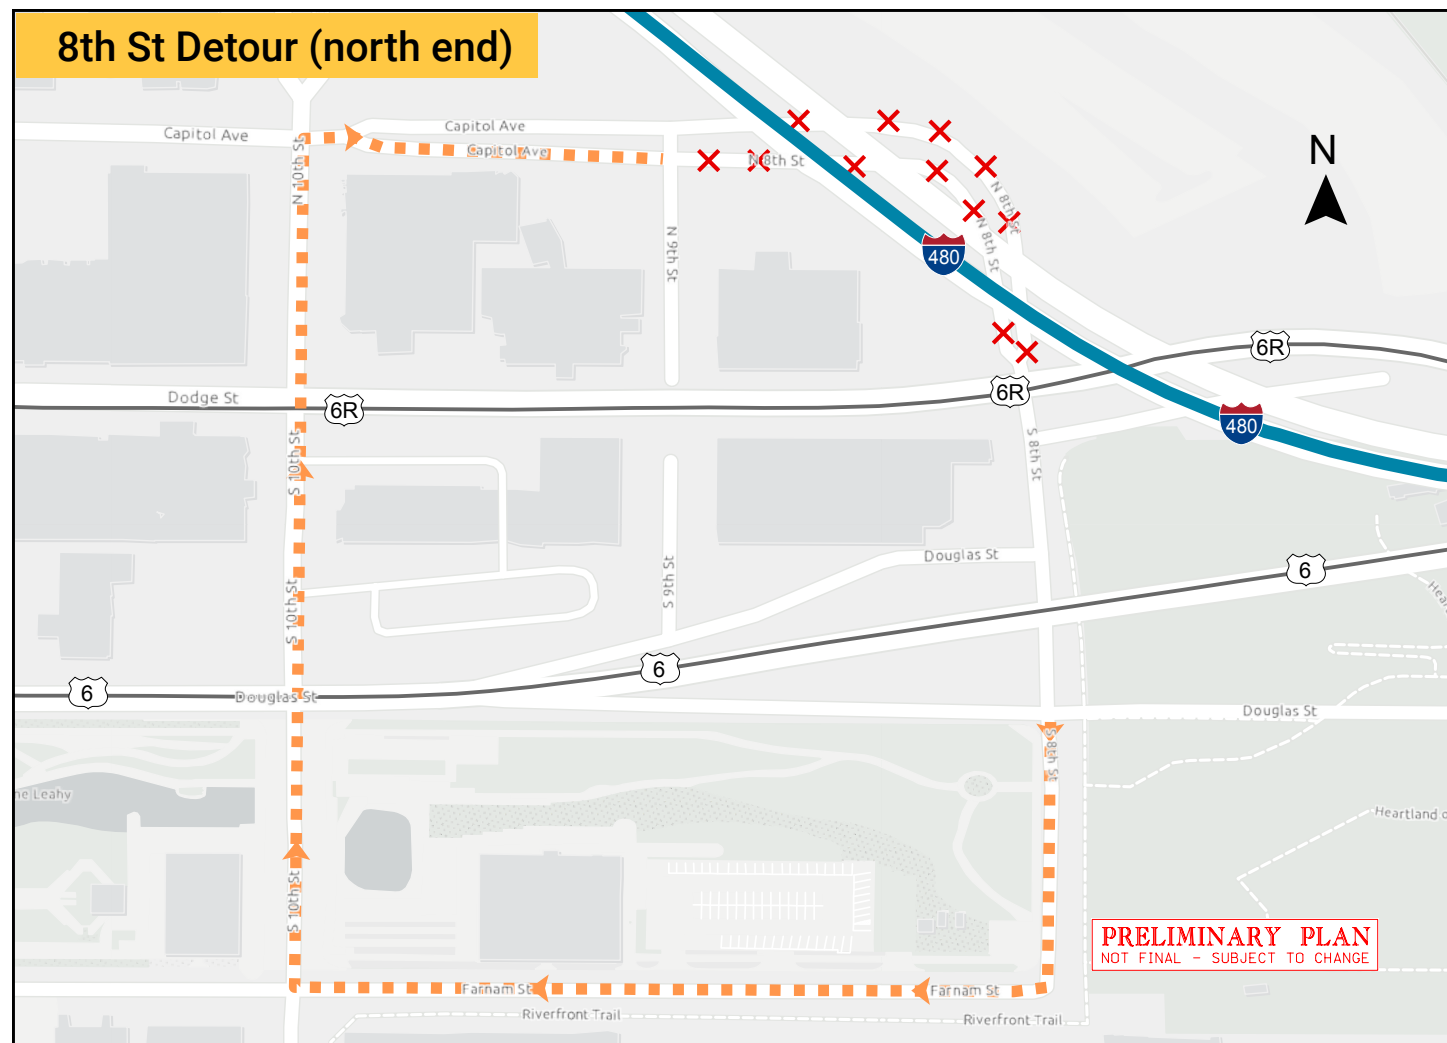 8th St Detour (north end)
Capitol Ave
Capitol Ave
Capitol Ave
N 8th St
N
N 10th St
N 8th St
N 8th St
N 9th St
480
6R
6R
Dodge St
6R
480
S 10th St
S 8th St
Douglas St
6
S 9th St
S 10th St
6
6
Douglas St
Douglas St
S 8th St
ne Leahy
Heartland o
S 10th St
PRELIMINARY PLAN
NOT FINAL - SUBJECT TO CHANGE
Farnam St
Farnam St
Riverfront Trail
Riverfront Trail